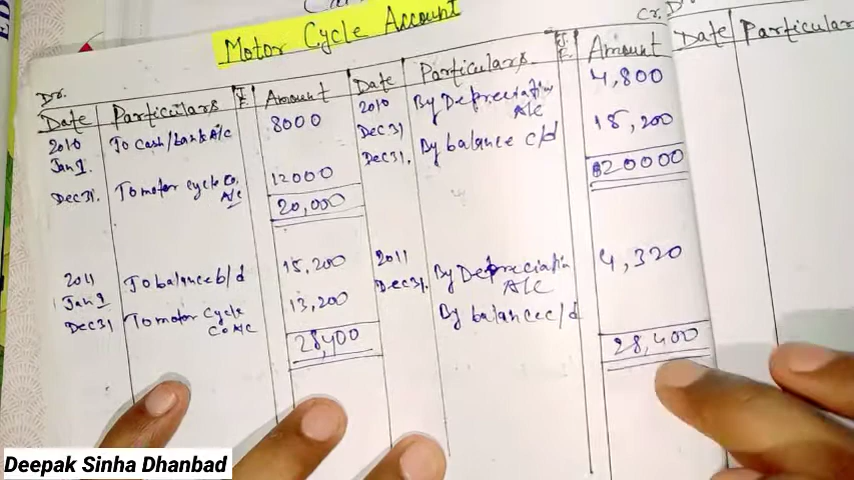 Motor Cycle Account
Dr.
Cr.
Date Particulars J.F. Amount Date Particulars J.F. Amount
2010 To Cash/bank A/c 8000 2010 By Depreciation A/c 4,800
Jan 1. Dec 31
Dec 31. To motor cycle Co. A/c 12000 Dec 31. By balance c/d 15,200
20,000 20000
2011 To balance b/d 15,200 2011 By Depreciation A/C 4,320
Jan 1 Dec 31.
Dec 31 To motor Cycle Co A/c 13,200 By balance c/d
28,400 28,400
Date Particular
Deepak Sinha Dhanbad